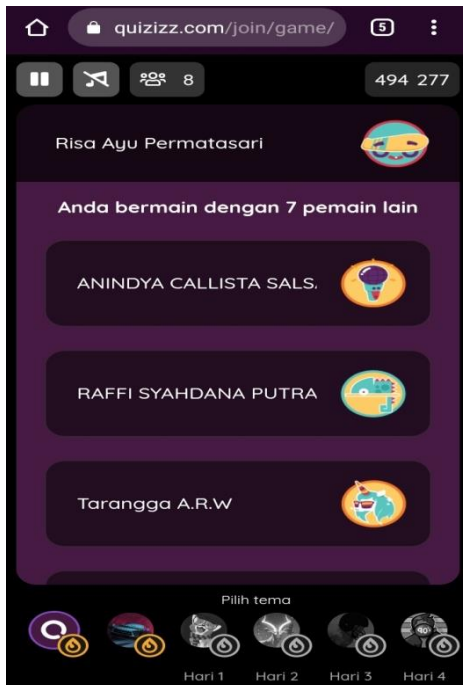 quizizz.com/join/game/
5
8
494 277
Risa Ayu Permatasari
Anda bermain dengan 7 pemain lain
ANINDYA CALLISTA SALS.
RAFFI SYAHDANA PUTRA
Tarangga A.R.W
Pilih tema
Hari 1 Hari 2 Hari 3 Hari 4